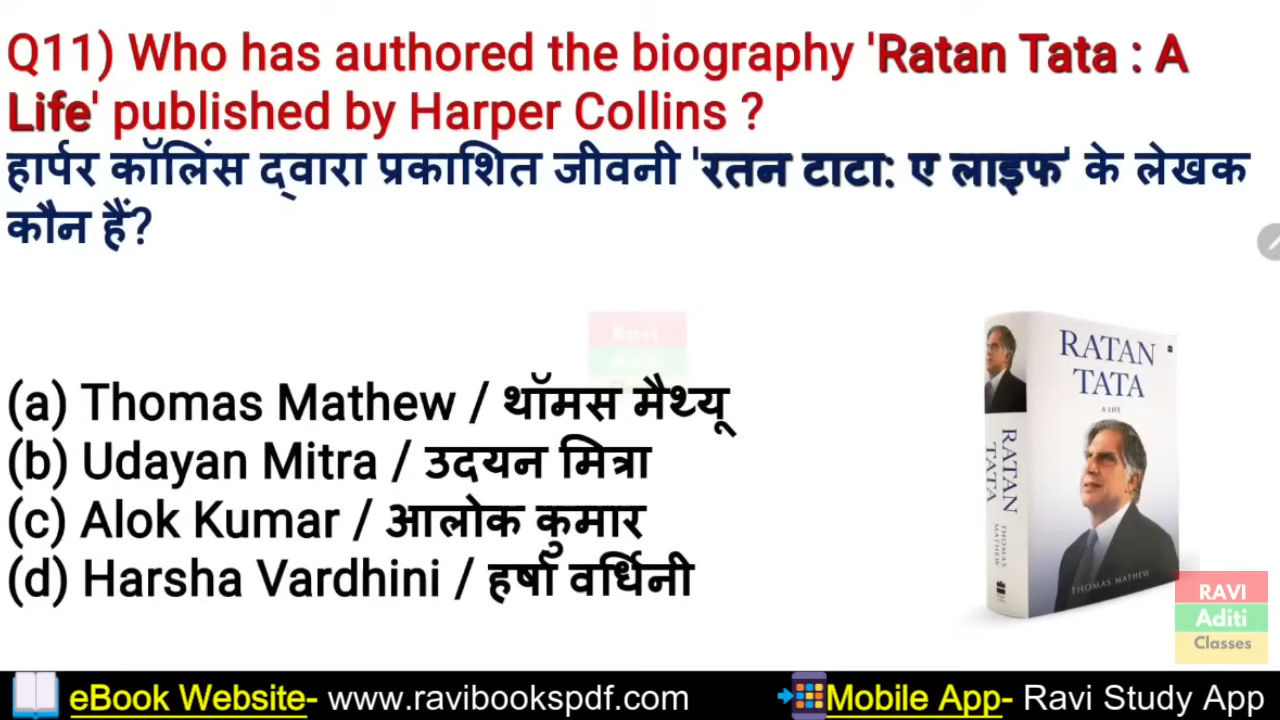 Q11) Who has authored the biography 'Ratan Tata : A
Life' published by Harper Collins ?
हार्पर कॉलिंस द्वारा प्रकाशित जीवनी 'रतन टाटा: ए लाइफ' के लेखक
कौन हैं?
Ravi
Aditi
(a) Thomas Mathew / थॉमस मैथ्यू
(b) Udayan Mitra / उदयन मित्रा
(c) Alok Kumar / आलोक कुमार
(d) Harsha Vardhini / हर्षा वर्धिनी
RATAN
TATA
A LIFE
THOMAS MATHEW
RATAN
TATA
THOMAS
MATHEW
RAVI
Aditi
Classes
eBook Website- www.ravibookspdf.com
Mobile App- Ravi Study App